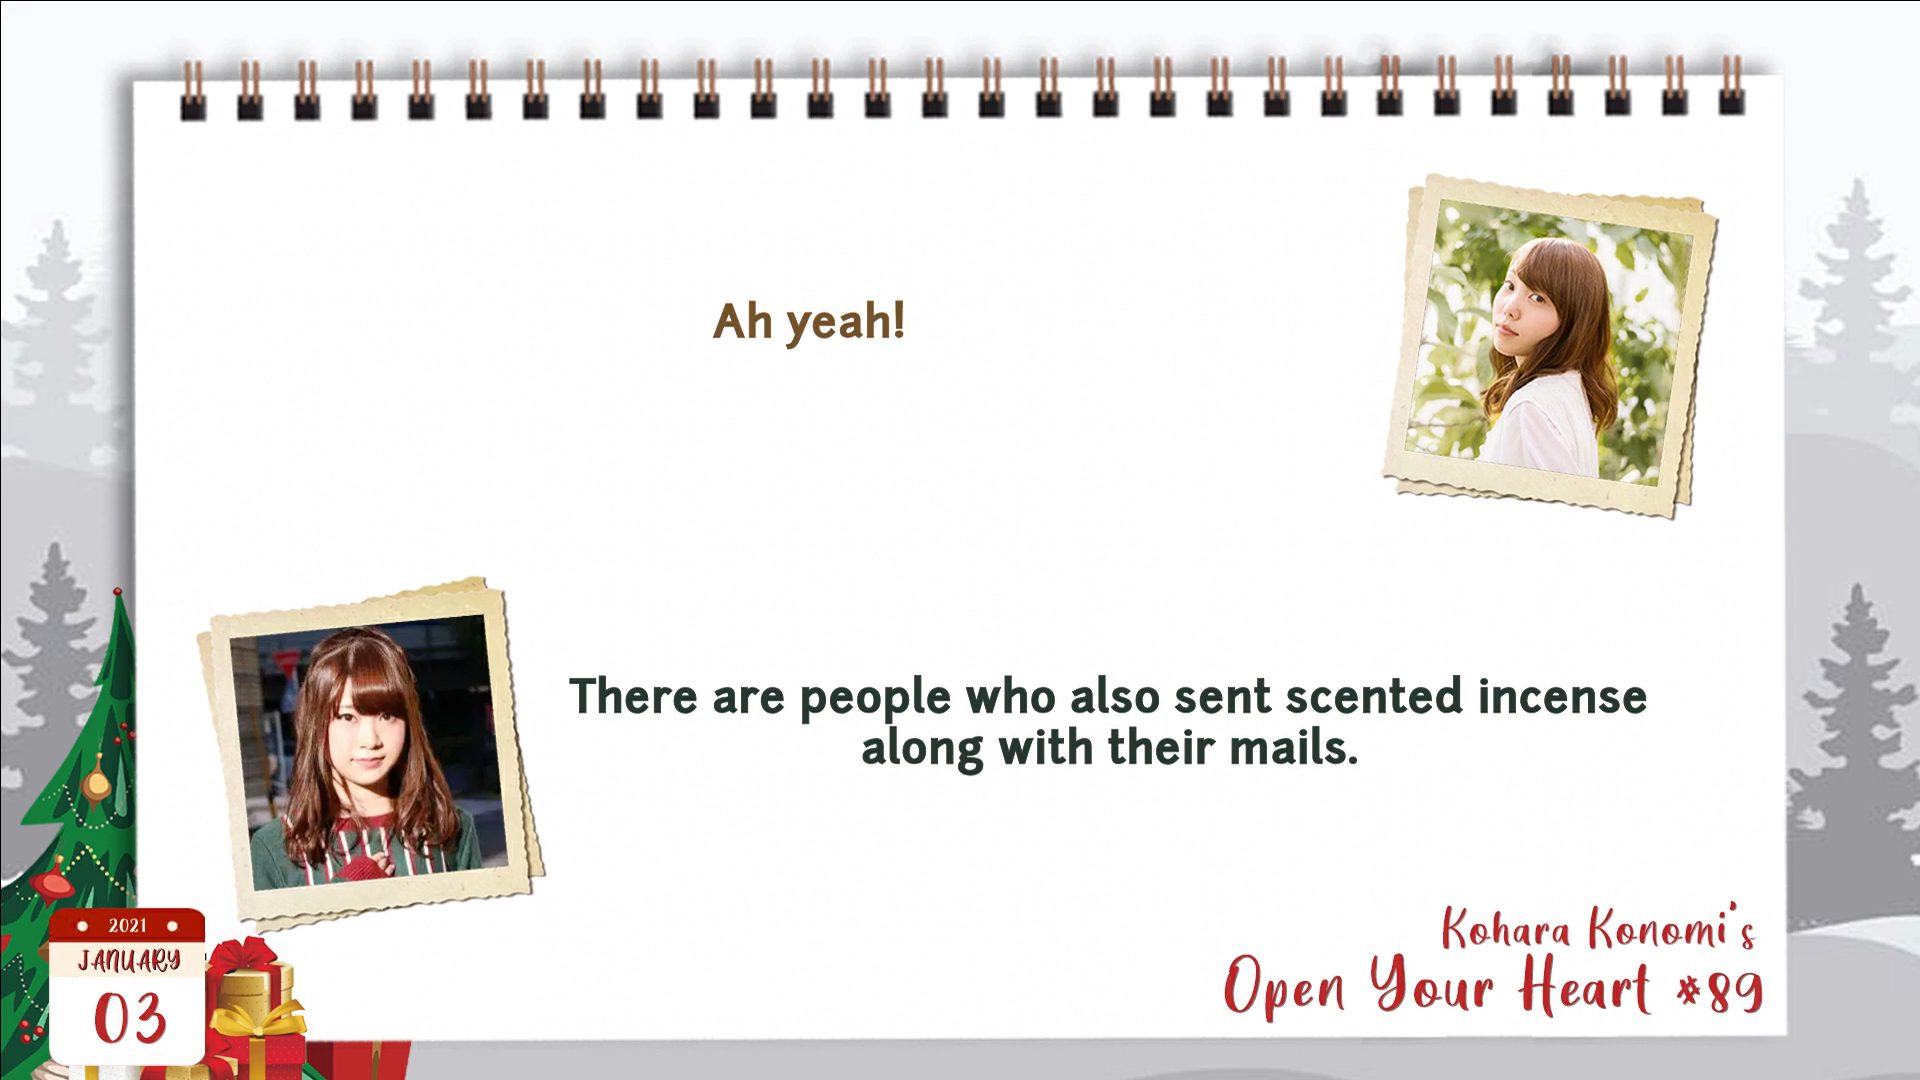 Ah yeah!
There are people who also sent scented incense
along with their mails.
Kohara Konomi's
Open Your Heart #89
2021
JANUARY
03